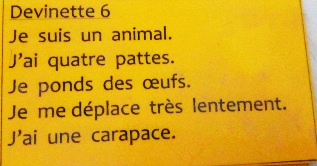 Devinette 6
Je suis un animal.
J'ai quatre pattes.
Je ponds des œufs.
Je me déplace très lentement.
J'ai une carapace.